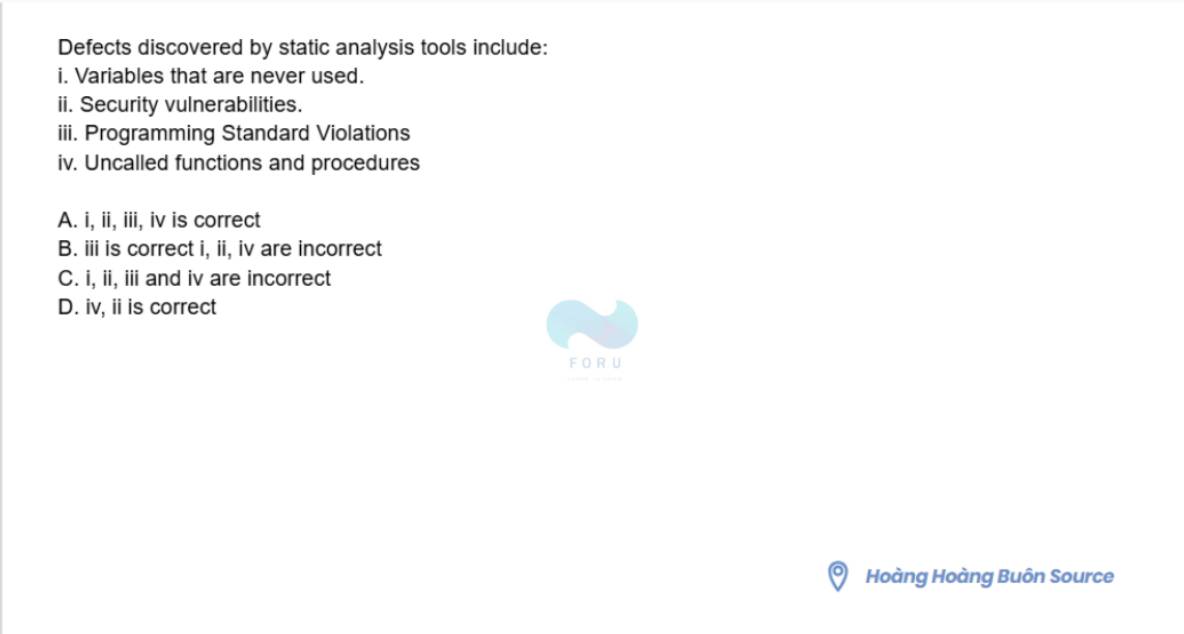 Defects discovered by static analysis tools include:
i. Variables that are never used.
ii. Security vulnerabilities.
iii. Programming Standard Violations
iv. Uncalled functions and procedures
A. i, ii, iii, iv is correct
B. iii is correct i, ii, iv are incorrect
C. i, ii, iii and iv are incorrect
D. iv, ii is correct
FORU
Hoàng Hoàng Buôn Source